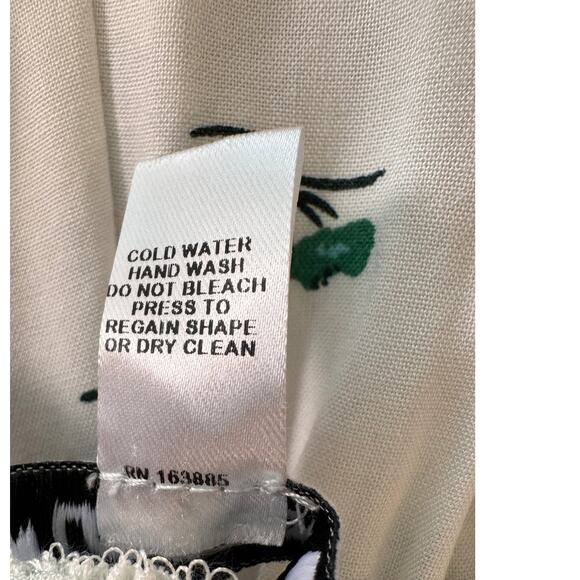 COLD WATER
HAND WASH
DO NOT BLEACH
PRESS TO
REGAIN SHAPE
OR DRY CLEAN
RN 163885